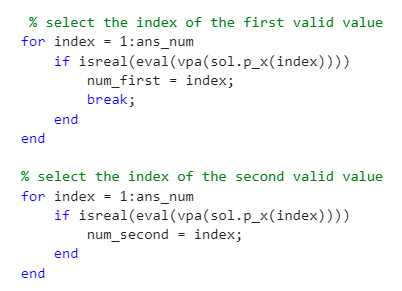 % select the index of the first valid value
for index = 1:ans_num
if isreal(eval(vpa(sol.p_x(index))))
num_first = index;
break;
end
end
% select the index of the second valid value
for index = 1:ans_num
if isreal(eval(vpa(sol.p_x(index))))
num_second = index;
end
end